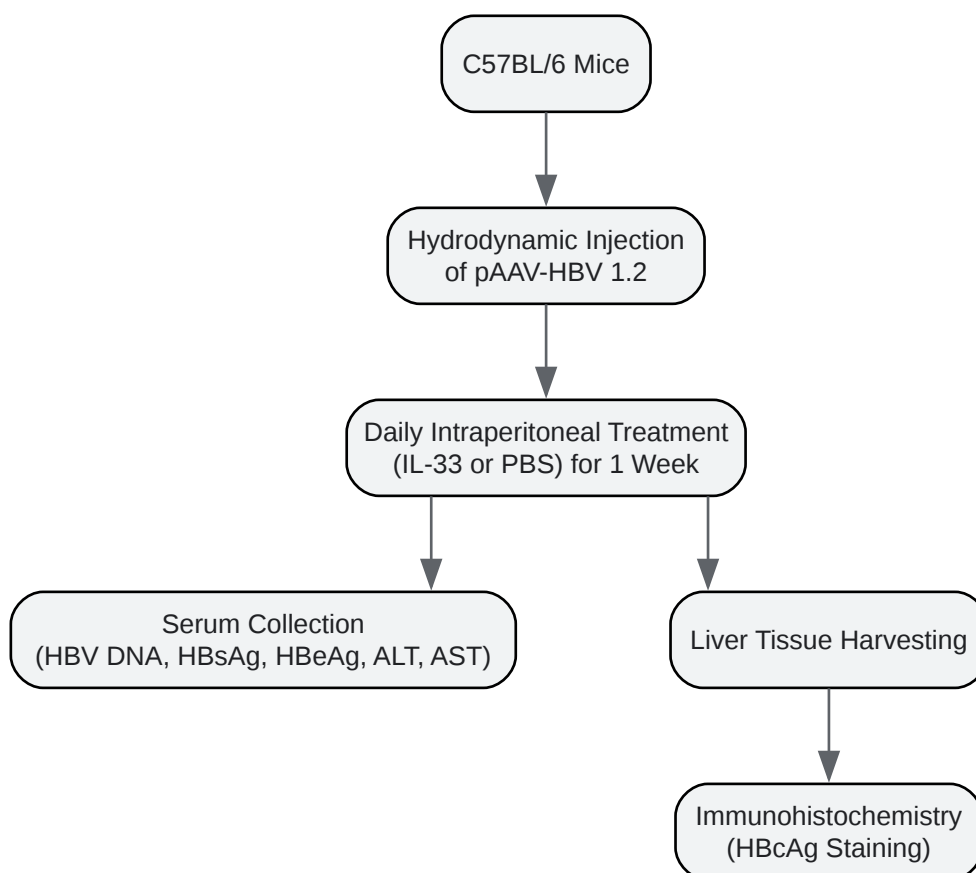 C57BL/6 Mice
Hydrodynamic Injection
of pAAV-HBV 1.2
Daily Intraperitoneal Treatment
(IL-33 or PBS) for 1 Week
Serum Collection
(HBV DNA, HBsAg, HBeAg, ALT, AST)
Liver Tissue Harvesting
Immunohistochemistry
(HBcAg Staining)